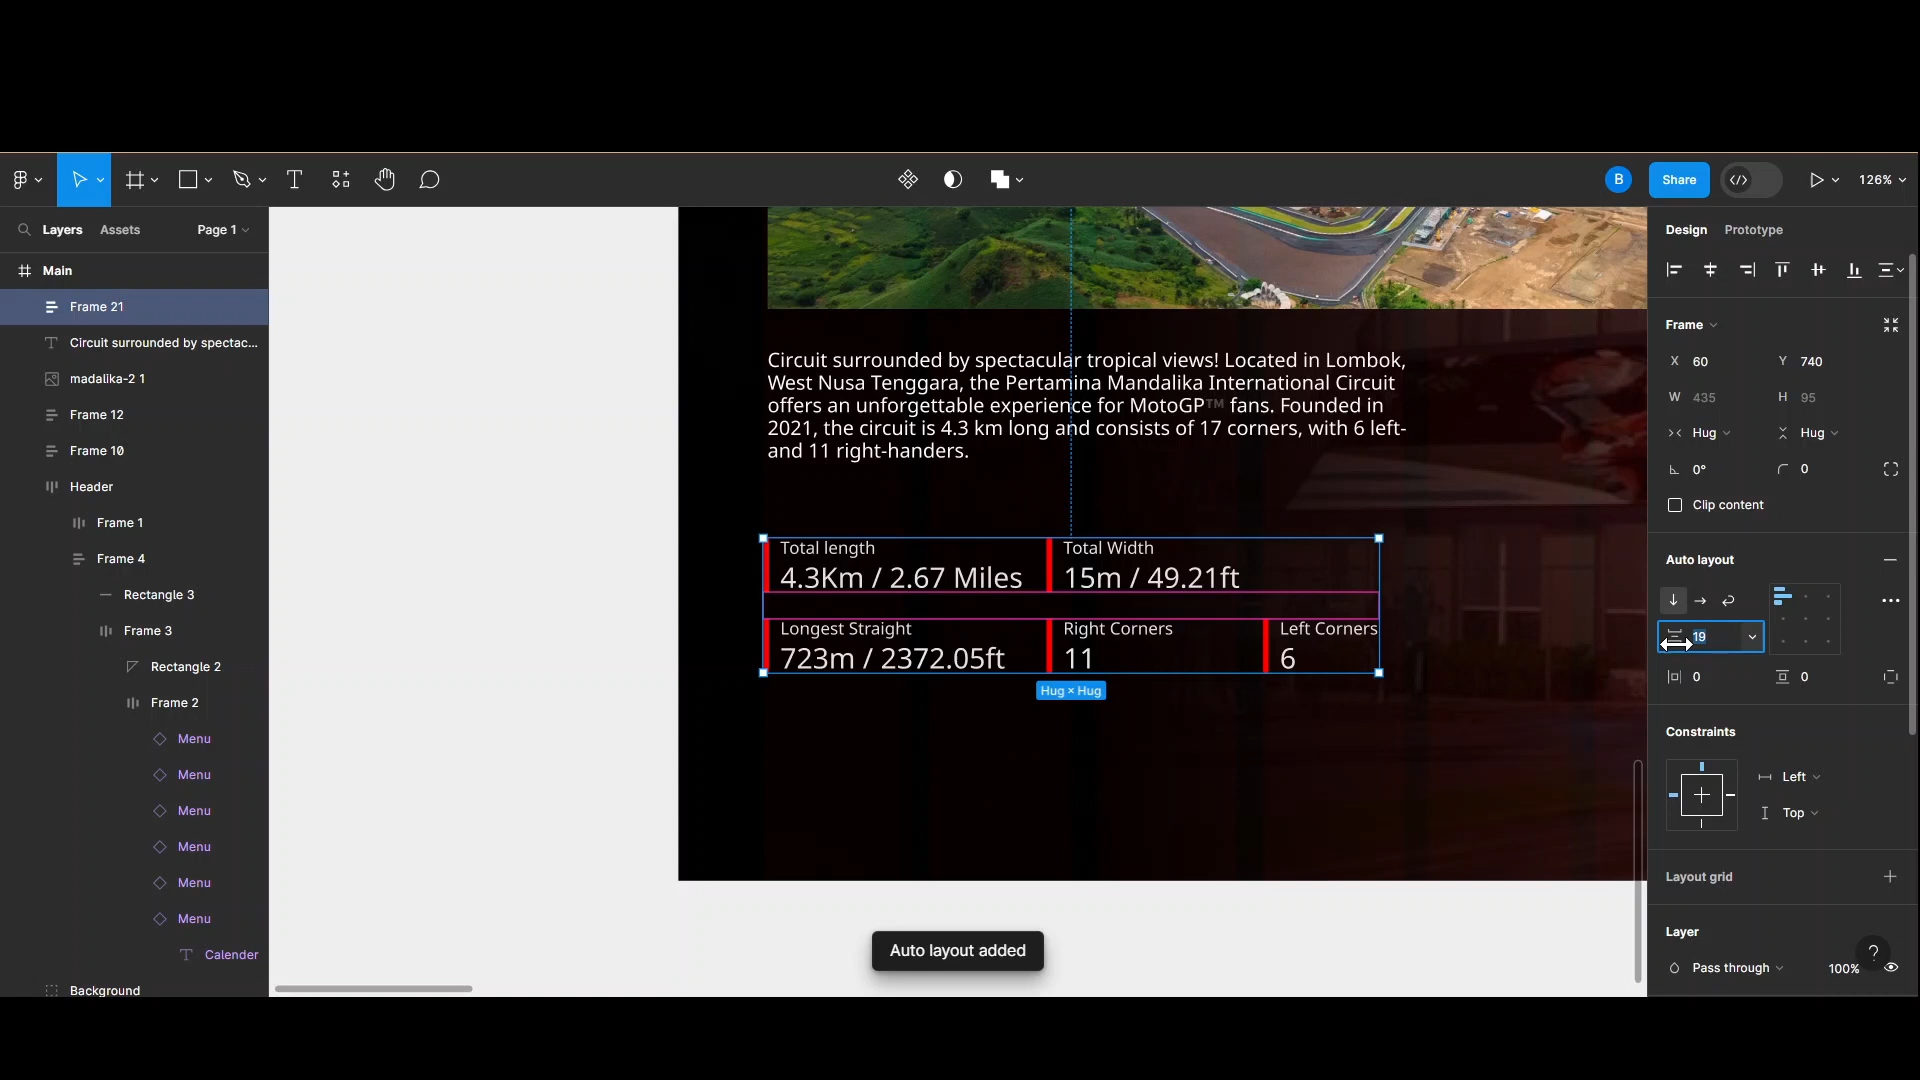 B
Share
126%
Layers Assets Page 1
Main
Frame 21
Circuit surrounded by spectac...
madalika-2 1
Frame 12
Frame 10
Header
Frame 1
Frame 4
Rectangle 3
Frame 3
Rectangle 2
Frame 2
Menu
Menu
Menu
Menu
Menu
Menu
Calender
Background
Circuit surrounded by spectacular tropical views! Located in Lombok,
West Nusa Tenggara, the Pertamina Mandalika International Circuit
offers an unforgettable experience for MotoGP™ fans. Founded in
2021, the circuit is 4.3 km long and consists of 17 corners, with 6 left-
and 11 right-handers.
Total length Total Width
4.3Km / 2.67 Miles 15m / 49.21ft
Longest Straight Right Corners Left Corners
723m / 2372.05ft 11 6
Hug × Hug
Auto layout added
Design Prototype
Frame
X 60 Y 740
W 435 H 95
Hug Hug
0° 0
Clip content
Auto layout
19
0 0
Constraints
Left
Top
Layout grid
Layer
Pass through 100%
?